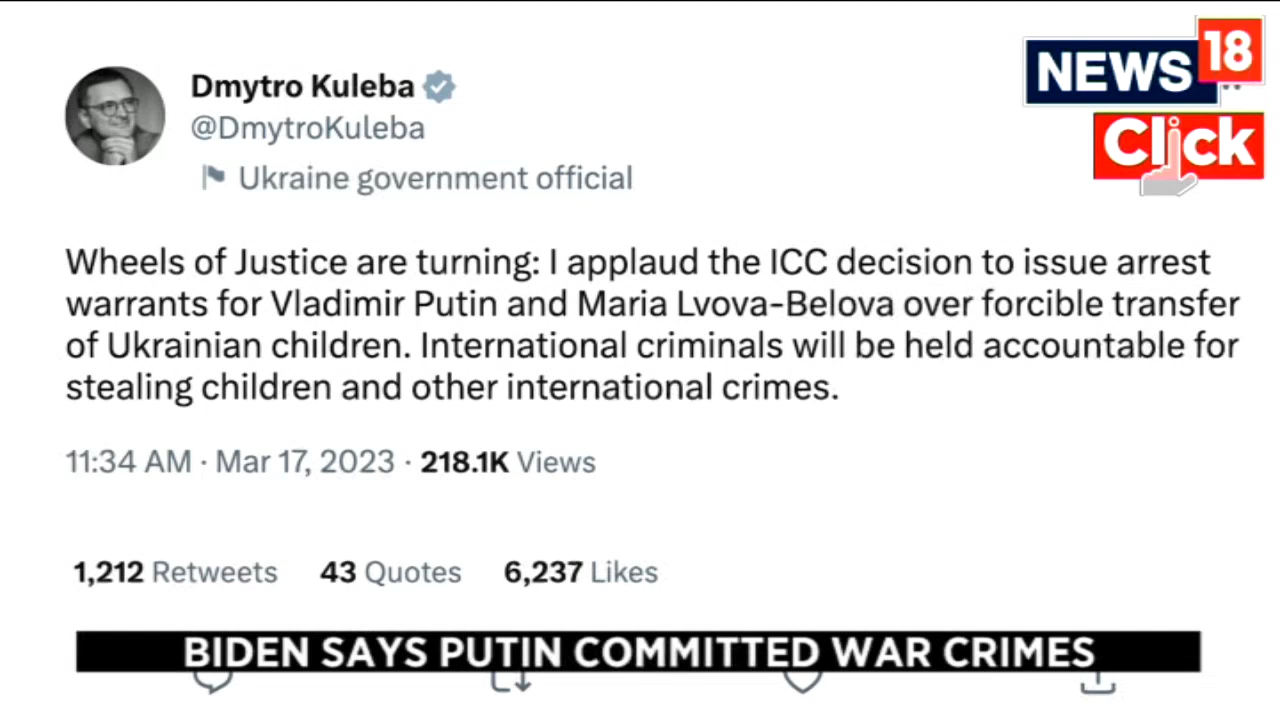 Dmytro Kuleba
@DmytroKuleba
Ukraine government official
NEWS 18
Click
Wheels of Justice are turning: I applaud the ICC decision to issue arrest
warrants for Vladimir Putin and Maria Lvova-Belova over forcible transfer
of Ukrainian children. International criminals will be held accountable for
stealing children and other international crimes.
11:34 AM · Mar 17, 2023 · 218.1K Views
1,212 Retweets 43 Quotes 6,237 Likes
BIDEN SAYS PUTIN COMMITTED WAR CRIMES